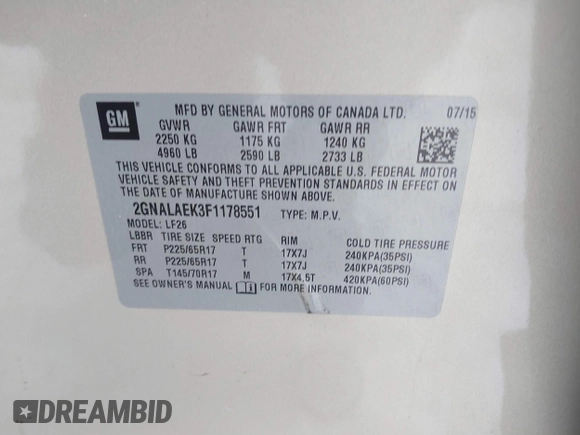 GM
MFD BY GENERAL MOTORS OF CANADA LTD. 07/15
GVWR GAWR FRT GAWR RR
2250 KG 1175 KG 1240 KG
4960 LB 2590 LB 2733 LB
THIS VEHICLE CONFORMS TO ALL APPLICABLE U.S. FEDERAL MOTOR
VEHICLE SAFETY AND THEFT PREVENTION STANDARDS IN EFFECT ON
THE DATE OF MANUFACTURE SHOWN ABOVE.
2GNALAEK3F1178551 TYPE: M.P.V.
MODEL: LF26
LBBR TIRE SIZE SPEED RTG RIM COLD TIRE PRESSURE
FRT P225/65R17 T 17X7J 240KPA(35PSI)
RR P225/65R17 T 17X7J 240KPA(35PSI)
SPA T145/70R17 M 17X4.5T 420KPA(60PSI)
SEE OWNER'S MANUAL FOR MORE INFORMATION.
DREAMBID